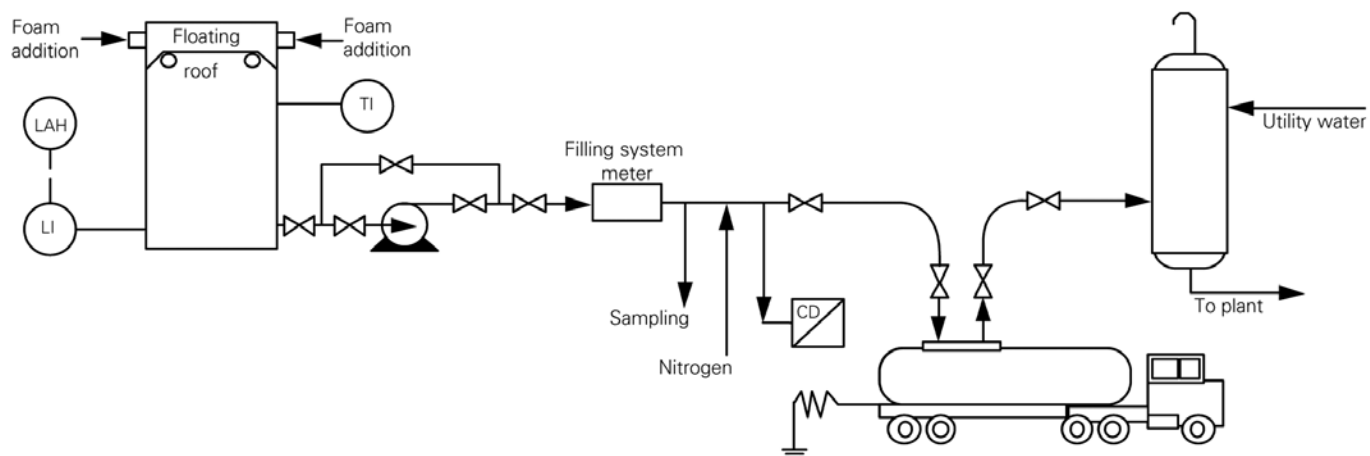 Foam
addition
Floating
roof
Foam
addition
LAH
TI
LI
Filling system
meter
Utility water
Sampling
Nitrogen
CD
To plant